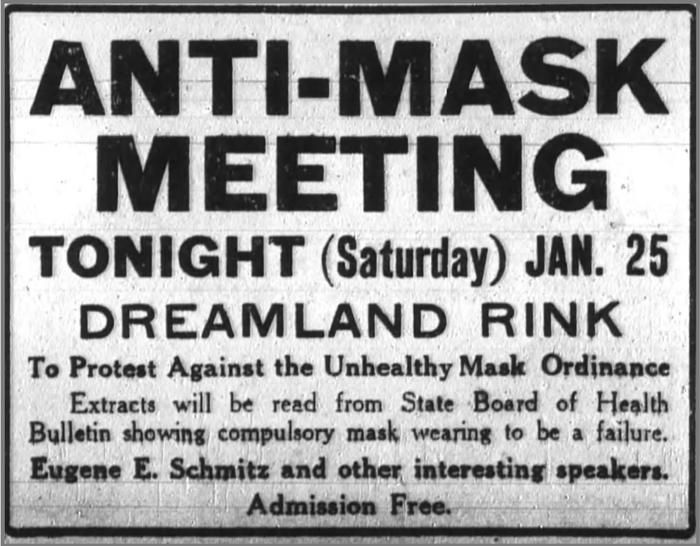 ANTI-MASK
MEETING
TONIGHT (Saturday) JAN. 25
DREAMLAND RINK
To Protest Against the Unhealthy Mask Ordinance
Extracts will be read from State Board of Health
Bulletin showing compulsory mask wearing to be a failure.
Eugene E. Schmitz and other interesting speakers.
Admission Free.